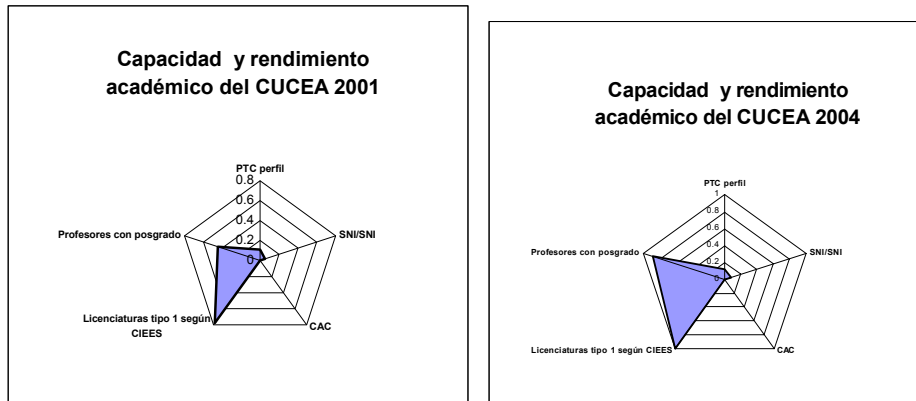 Capacidad y rendimiento
académico del CUCEA 2001
PTC perfil
0.8
0.6
0.4
0.2
0
Profesores con posgrado
SNI/SNI
Licenciaturas tipo 1 según
CIEES
CAC
Capacidad y rendimiento
académico del CUCEA 2004
PTC perfil
1
0.8
0.6
0.4
0.2
0
Profesores con posgrado
SNI/SNI
Licenciaturas tipo 1 según CIEES
CAC